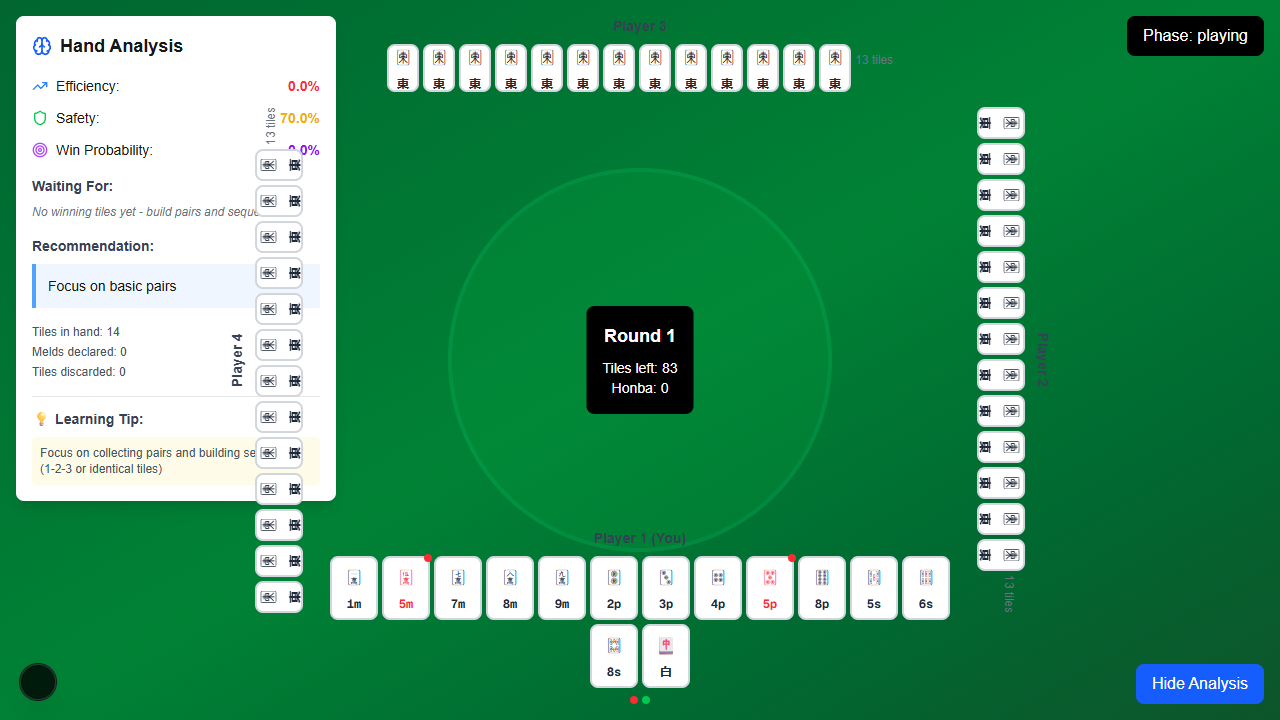 Hand Analysis
Efficiency: 0.0%
Safety: 70.0%
Win Probability: 0.0%
Waiting For:
No winning tiles yet - build pairs and seque
Recommendation:
Focus on basic pairs
Tiles in hand: 14
Melds declared: 0
Tiles discarded: 0
Learning Tip:
Focus on collecting pairs and building se
(1-2-3 or identical tiles)
Player 3
東 東 東 東 東 東 東 東 東 東 東 東 東
13 tiles
Phase: playing
13 tiles
Player 4
Round 1
Tiles left: 83
Honba: 0
Player 2
13 tiles
Player 1 (You)
1m 5m 7m 8m 9m 2p 3p 4p 5p 8p 5s 6s
8s 白
Hide Analysis